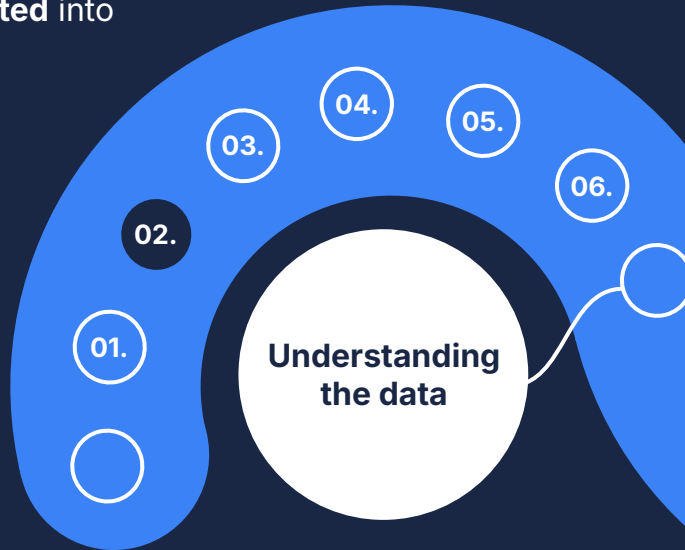 ted into
04.
05.
03.
06.
02.
01.
Understanding
the data